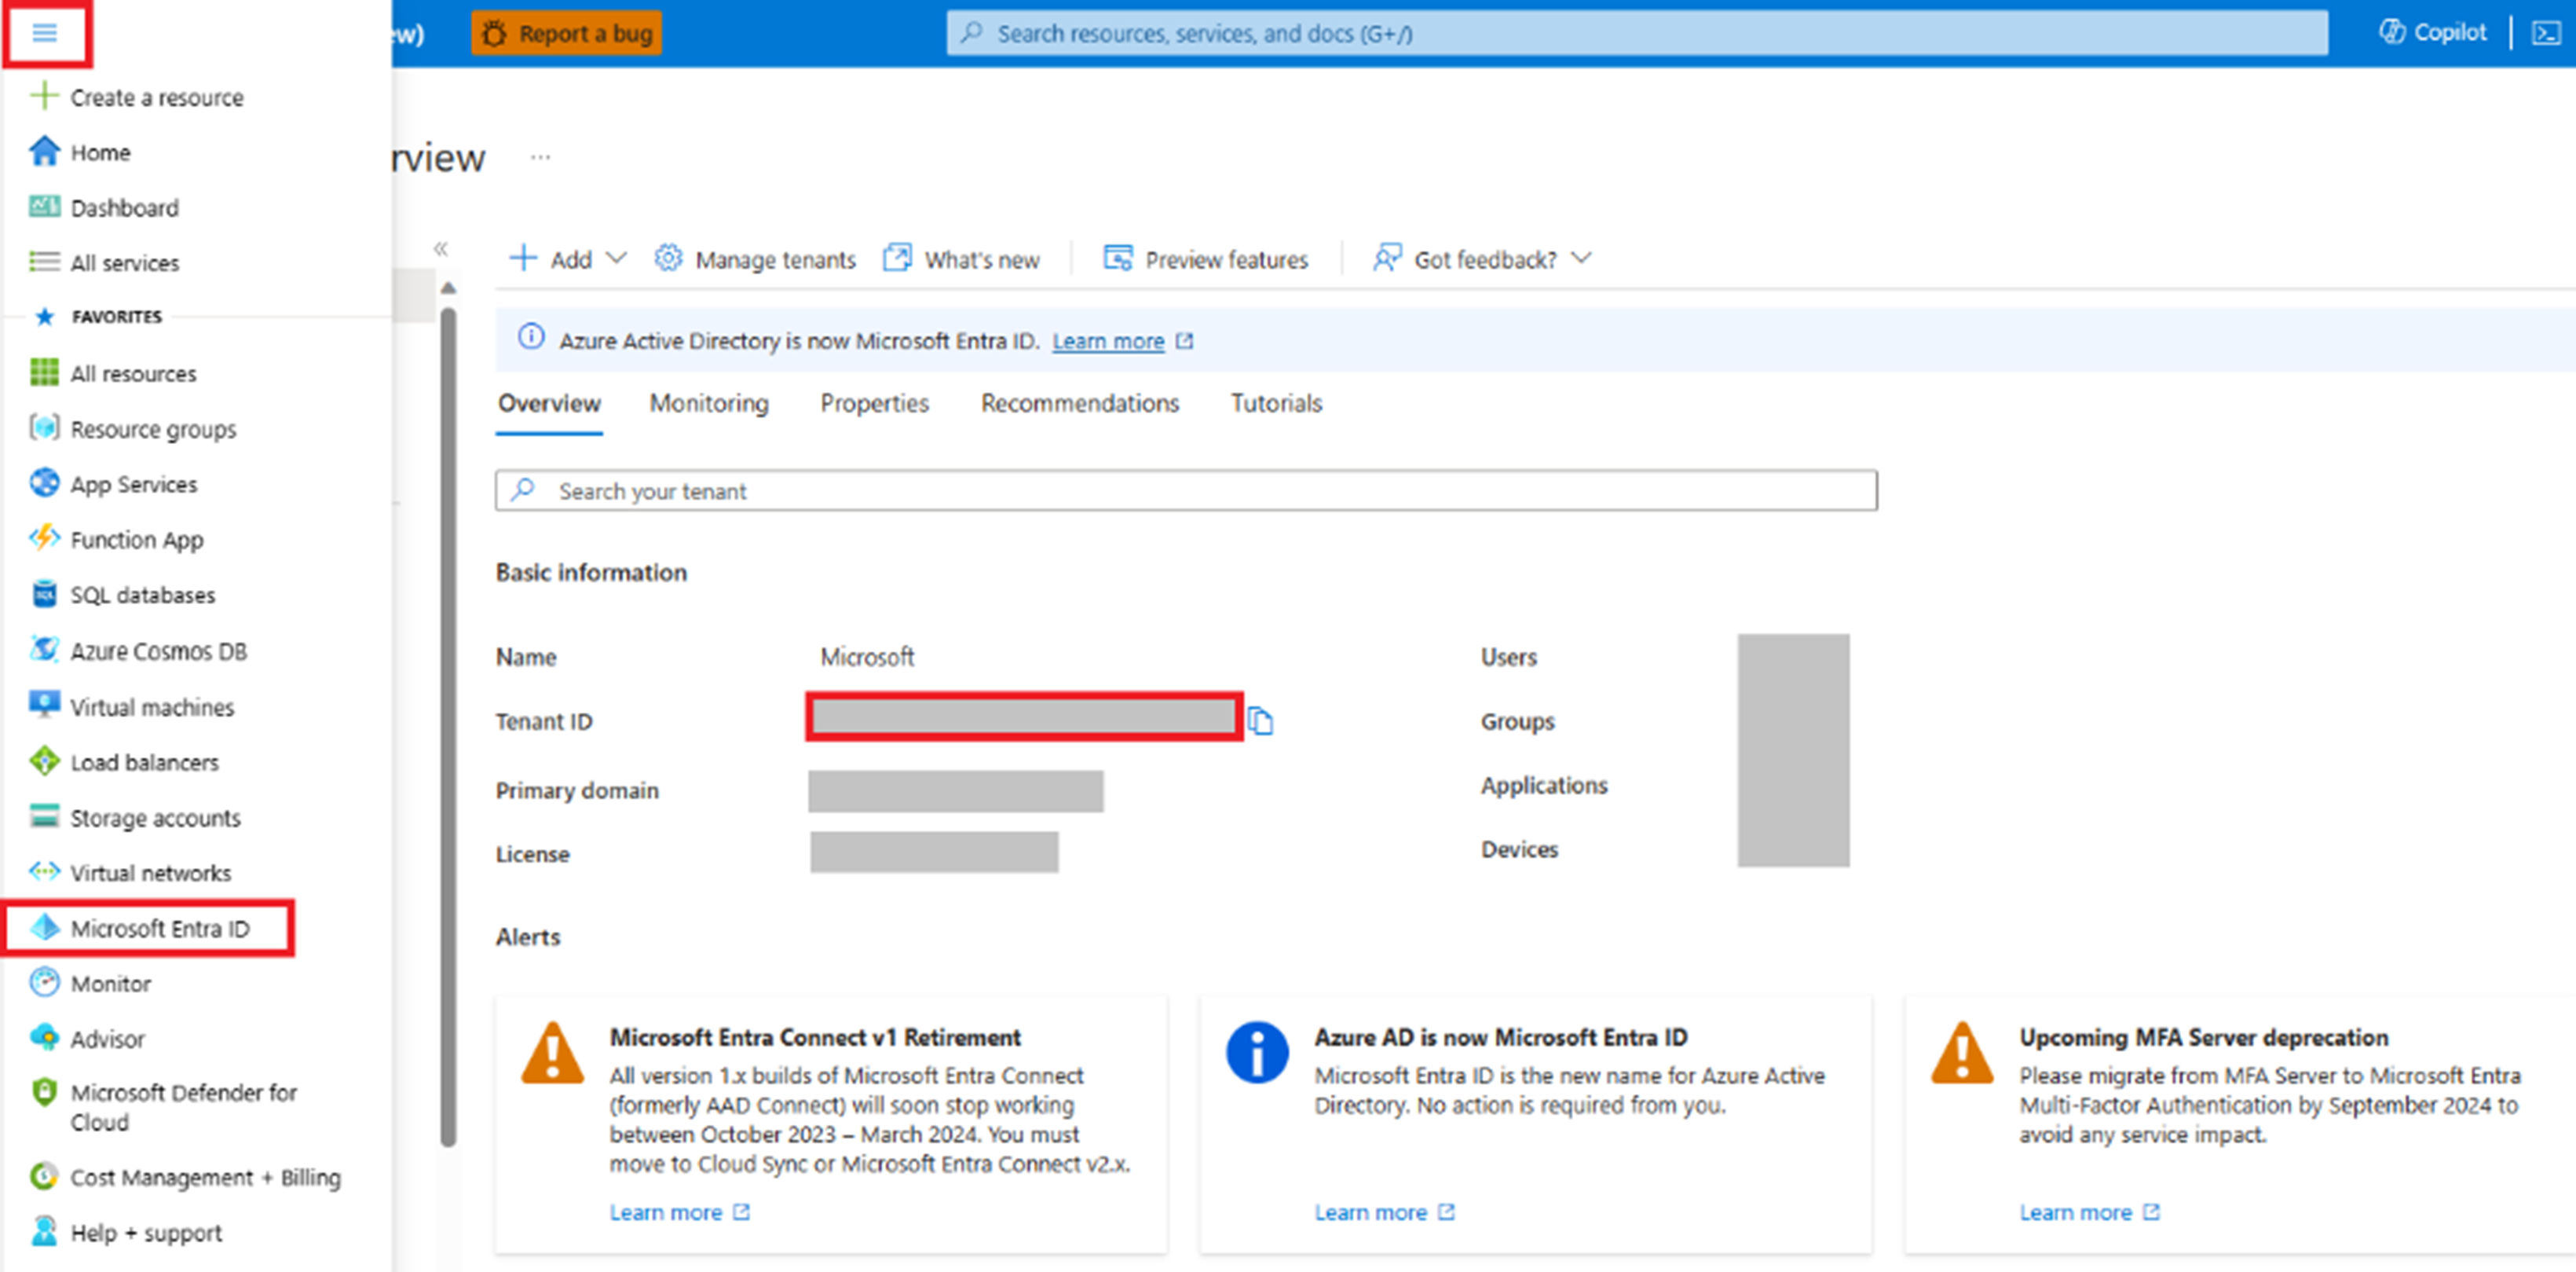 ew)
Report a bug
Search resources, services, and docs (G+/)
Copilot
Create a resource
Home
Dashboard
All services
FAVORITES
All resources
Resource groups
App Services
Function App
SQL databases
Azure Cosmos DB
Virtual machines
Load balancers
Storage accounts
Virtual networks
Microsoft Entra ID
Monitor
Advisor
Microsoft Defender for
Cloud
Cost Management + Billing
Help + support
rview ...
Add
Manage tenants
What's new
Preview features
Got feedback?
Azure Active Directory is now Microsoft Entra ID. Learn more
Overview
Monitoring
Properties
Recommendations
Tutorials
Search your tenant
Basic information
Name
Microsoft
Tenant ID
Primary domain
License
Users
Groups
Applications
Devices
Alerts
Microsoft Entra Connect v1 Retirement
All version 1.x builds of Microsoft Entra Connect
(formerly AAD Connect) will soon stop working
between October 2023 – March 2024. You must
move to Cloud Sync or Microsoft Entra Connect v2.x.
Learn more
Azure AD is now Microsoft Entra ID
Microsoft Entra ID is the new name for Azure Active
Directory. No action is required from you.
Learn more
Upcoming MFA Server deprecation
Please migrate from MFA Server to Microsoft Entra
Multi-Factor Authentication by September 2024 to
avoid any service impact.
Learn more